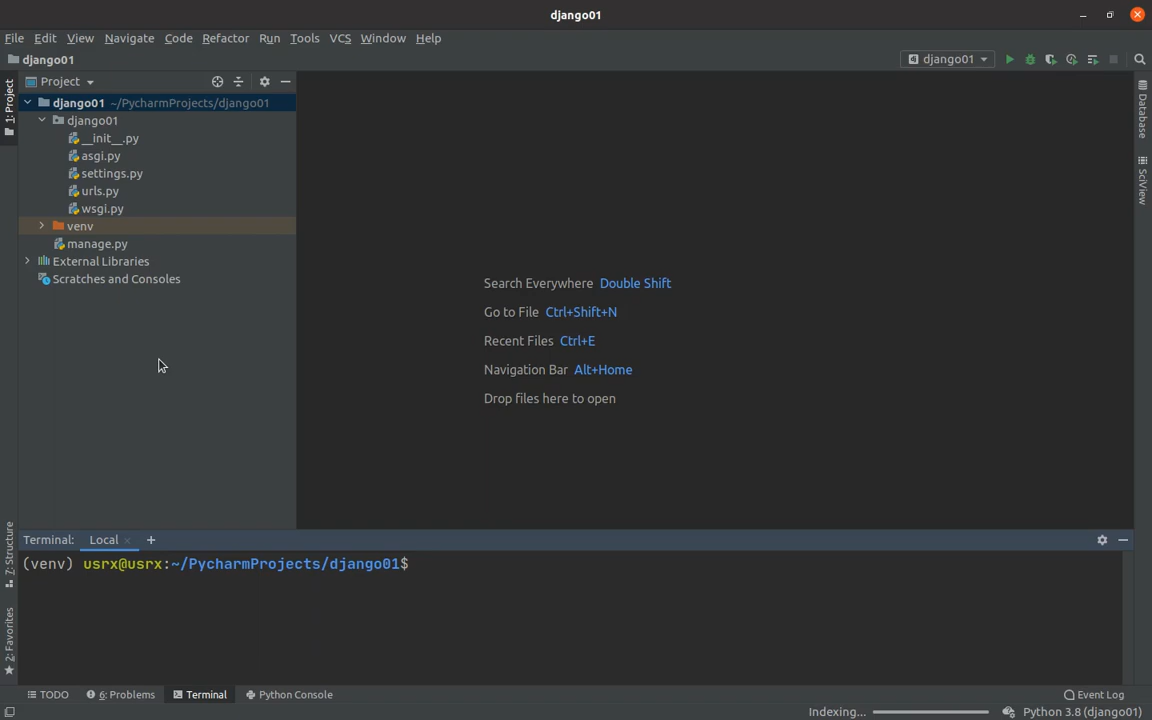 django01
File Edit View Navigate Code Refactor Run Tools VCS Window Help
django01
django01
Project
1: Project
django01 ~/PycharmProjects/django01
django01
__init__.py
asgi.py
settings.py
urls.py
wsgi.py
venv
manage.py
External Libraries
Scratches and Consoles
Search Everywhere Double Shift
Go to File Ctrl+Shift+N
Recent Files Ctrl+E
Navigation Bar Alt+Home
Drop files here to open
Database
SciView
Z: Structure
2: Favorites
Terminal: Local
(venv) usrx@usrx:~/PycharmProjects/django01$
TODO 6: Problems Terminal Python Console Event Log
Indexing... Python 3.8 (django01)